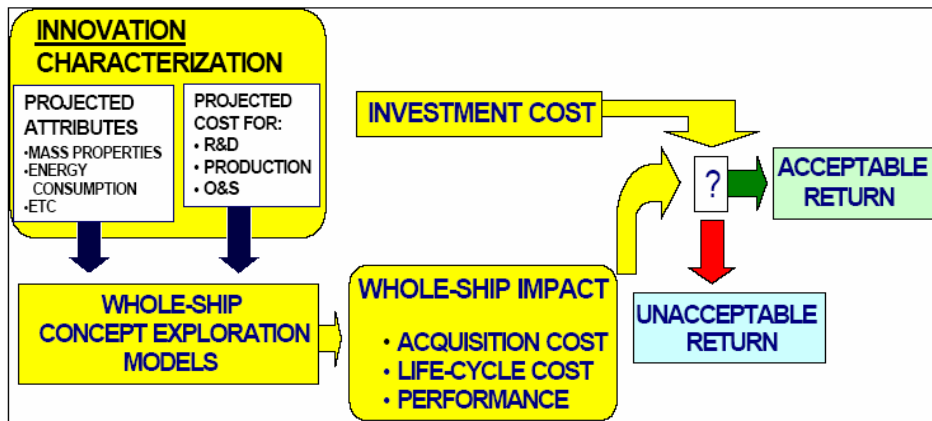 INNOVATION
CHARACTERIZATION
PROJECTED
ATTRIBUTES
•MASS PROPERTIES
•ENERGY
CONSUMPTION
•ETC
PROJECTED
COST FOR:
• R&D
• PRODUCTION
• O&S
INVESTMENT COST
?
ACCEPTABLE
RETURN
WHOLE-SHIP
CONCEPT EXPLORATION
MODELS
WHOLE-SHIP IMPACT
• ACQUISITION COST
• LIFE-CYCLE COST
• PERFORMANCE
UNACCEPTABLE
RETURN